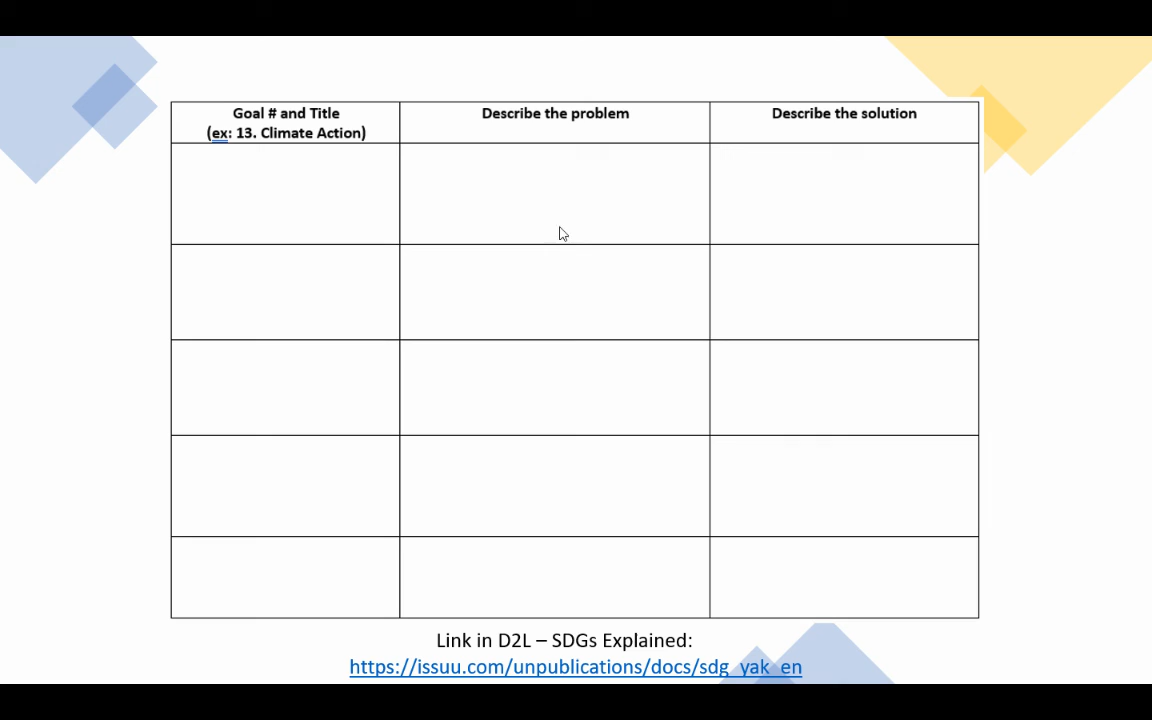 Goal # and Title
(ex: 13. Climate Action)
Describe the problem
Describe the solution
Link in D2L – SDGs Explained:
https://issuu.com/unpublications/docs/sdg_yak_en